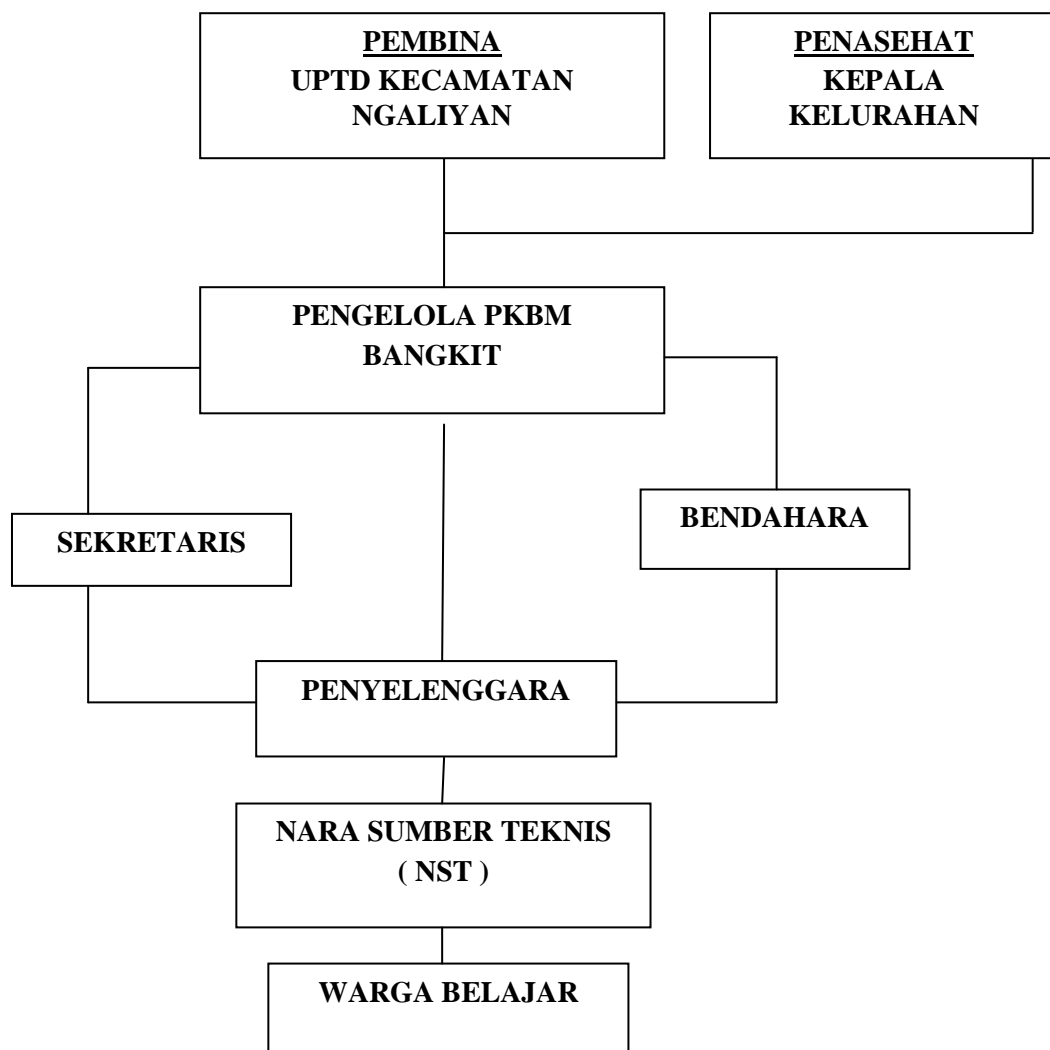 PEMBINA
UPTD KECAMATAN
NGALIYAN
PENASEHAT
KEPALA
KELURAHAN
PENGELOLA PKBM
BANGKIT
SEKRETARIS
BENDAHARA
PENYELENGGARA
NARA SUMBER TEKNIS
( NST )
WARGA BELAJAR